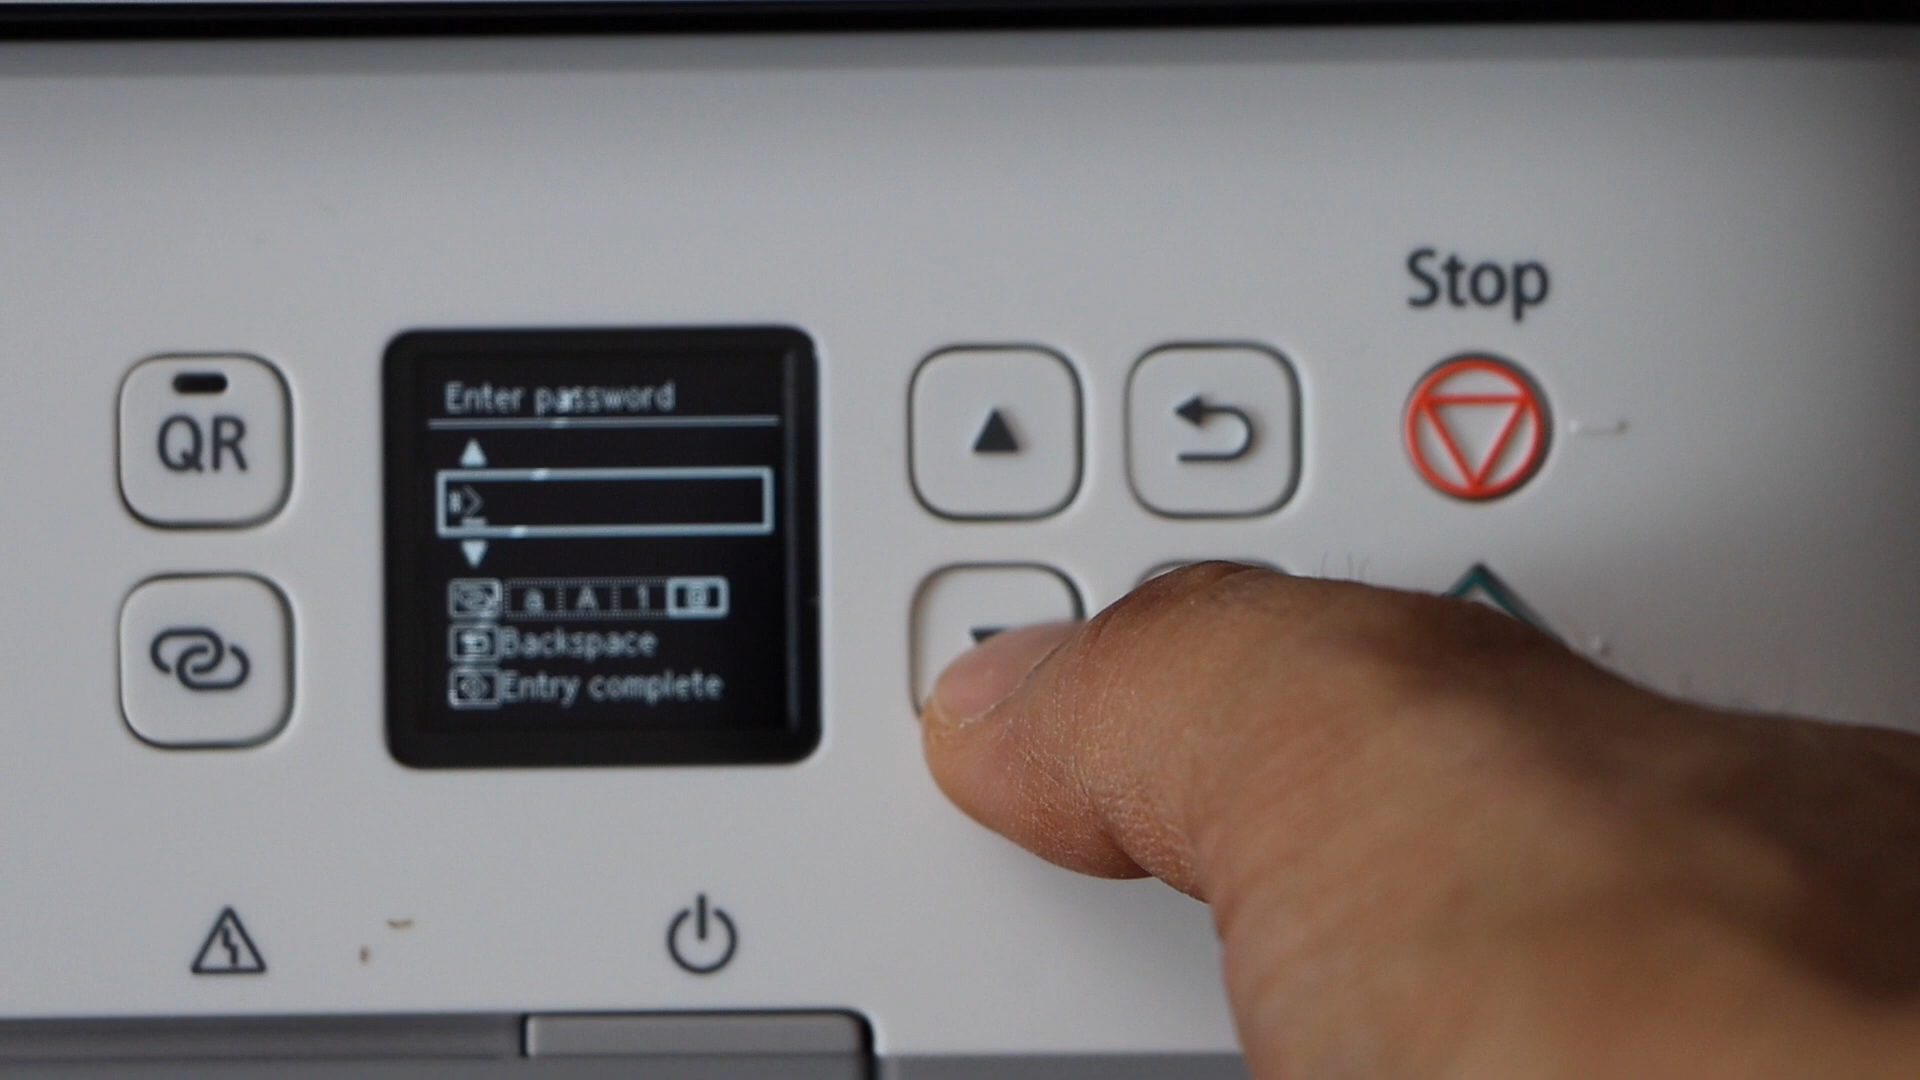 Stop
QR
Enter password
a A 1 @
Backspace
Entry complete